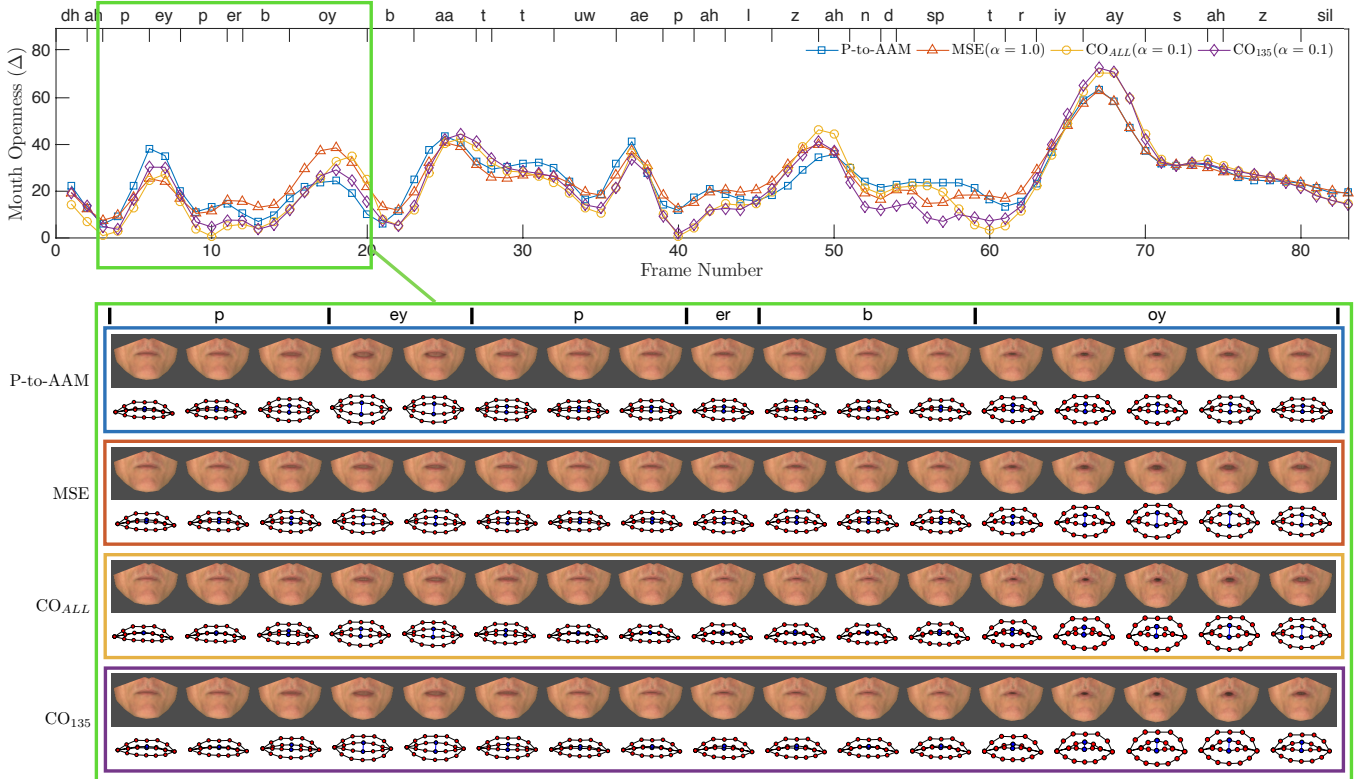 dh ah p ey p er b oy b aa t t uw ae p ah l z ah n d sp t r iy ay s ah z sil
P-to-AAM MSE(α = 1.0) CO_ALL(α = 0.1) CO_135(α = 0.1)
Mouth Openness (Δ)
80
60
40
20
0
0 10 20 30 40 50 60 70 80
Frame Number
p ey p er b oy
P-to-AAM
MSE
CO_ALL
CO_135